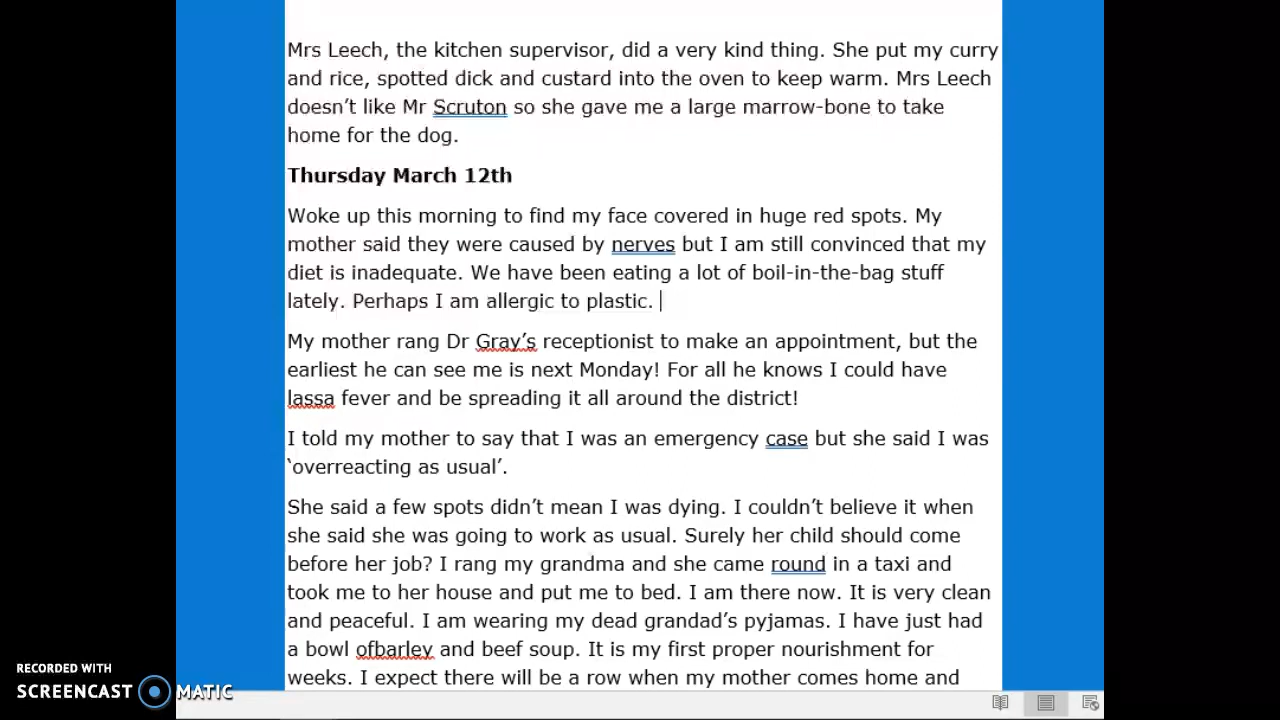 Mrs Leech, the kitchen supervisor, did a very kind thing. She put my curry
and rice, spotted dick and custard into the oven to keep warm. Mrs Leech
doesn’t like Mr Scruton so she gave me a large marrow-bone to take
home for the dog.
Thursday March 12th
Woke up this morning to find my face covered in huge red spots. My
mother said they were caused by nerves but I am still convinced that my
diet is inadequate. We have been eating a lot of boil-in-the-bag stuff
lately. Perhaps I am allergic to plastic.
My mother rang Dr Gray’s receptionist to make an appointment, but the
earliest he can see me is next Monday! For all he knows I could have
lassa fever and be spreading it all around the district!
I told my mother to say that I was an emergency case but she said I was
‘overreacting as usual’.
She said a few spots didn’t mean I was dying. I couldn’t believe it when
she said she was going to work as usual. Surely her child should come
before her job? I rang my grandma and she came round in a taxi and
took me to her house and put me to bed. I am there now. It is very clean
and peaceful. I am wearing my dead grandad’s pyjamas. I have just had
a bowl ofbarley and beef soup. It is my first proper nourishment for
weeks. I expect there will be a row when my mother comes home and
RECORDED WITH
SCREENCAST MATIC